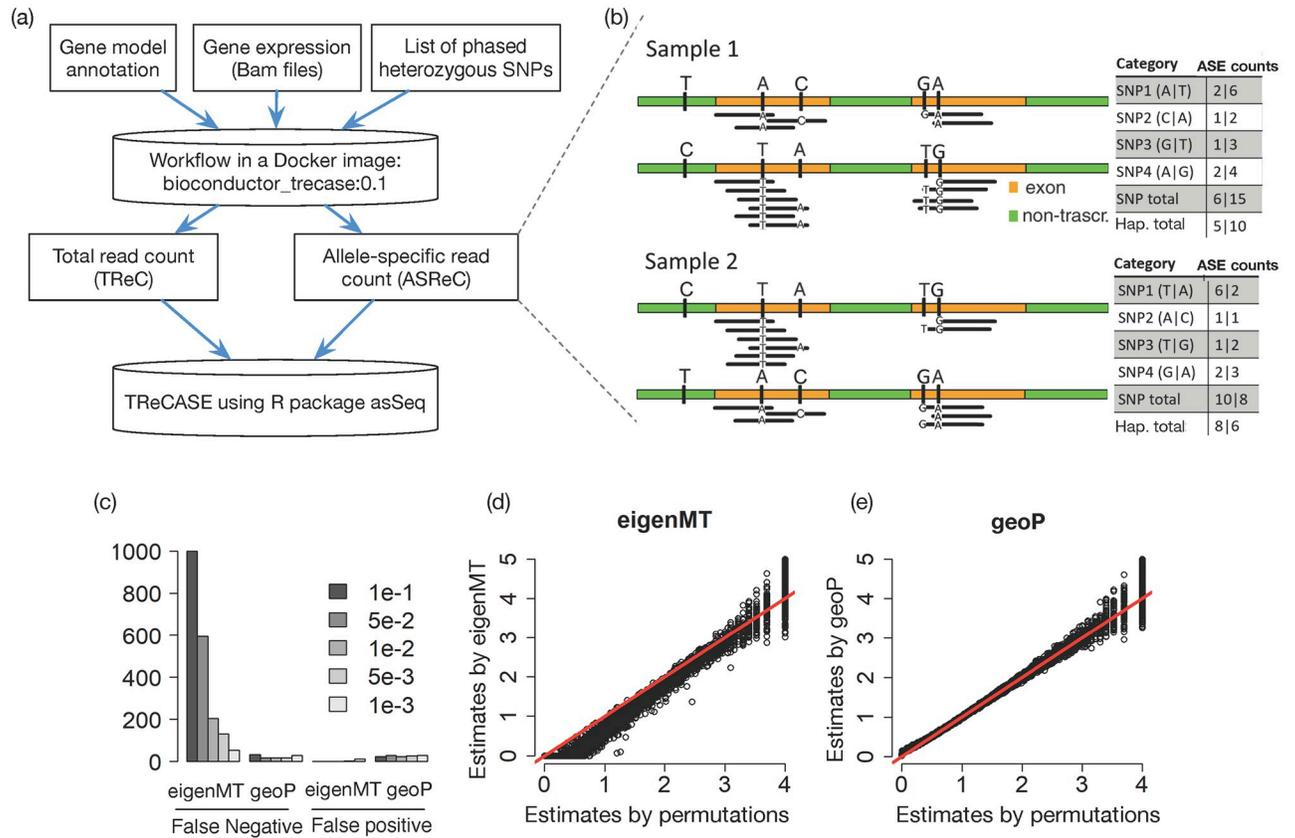 (a)
Gene model
annotation
Gene expression
(Bam files)
List of phased
heterozygous SNPs
Workflow in a Docker image:
bioconductor_trecase:0.1
Total read count
(TReC)
Allele-specific read
count (ASReC)
TReCASE using R package asSeq
(b)
Sample 1
T A C G A
A C G A
A
C T A T G
T G
T T G
T T G
T A T G
T
T A
exon
non-trascr.
Category ASE counts
SNP1 (A|T) 2|6
SNP2 (C|A) 1|2
SNP3 (G|T) 1|3
SNP4 (A|G) 2|4
SNP total 6|15
Hap. total 5|10
Sample 2
C T A T G
T G
T T G
T
T A
T
T
T A C G A
A C G A
A
A G A
Category ASE counts
SNP1 (T|A) 6|2
SNP2 (A|C) 1|1
SNP3 (T|G) 1|2
SNP4 (G|A) 2|3
SNP total 10|8
Hap. total 8|6
(c)
1000
800
600
400
200
0
1e-1
5e-2
1e-2
5e-3
1e-3
eigenMT geoP eigenMT geoP
False Negative False positive
(d)
eigenMT
Estimates by eigenMT
5
4
3
2
1
0
0 1 2 3 4
Estimates by permutations
(e)
geoP
Estimates by geoP
5
4
3
2
1
0
0 1 2 3 4
Estimates by permutations